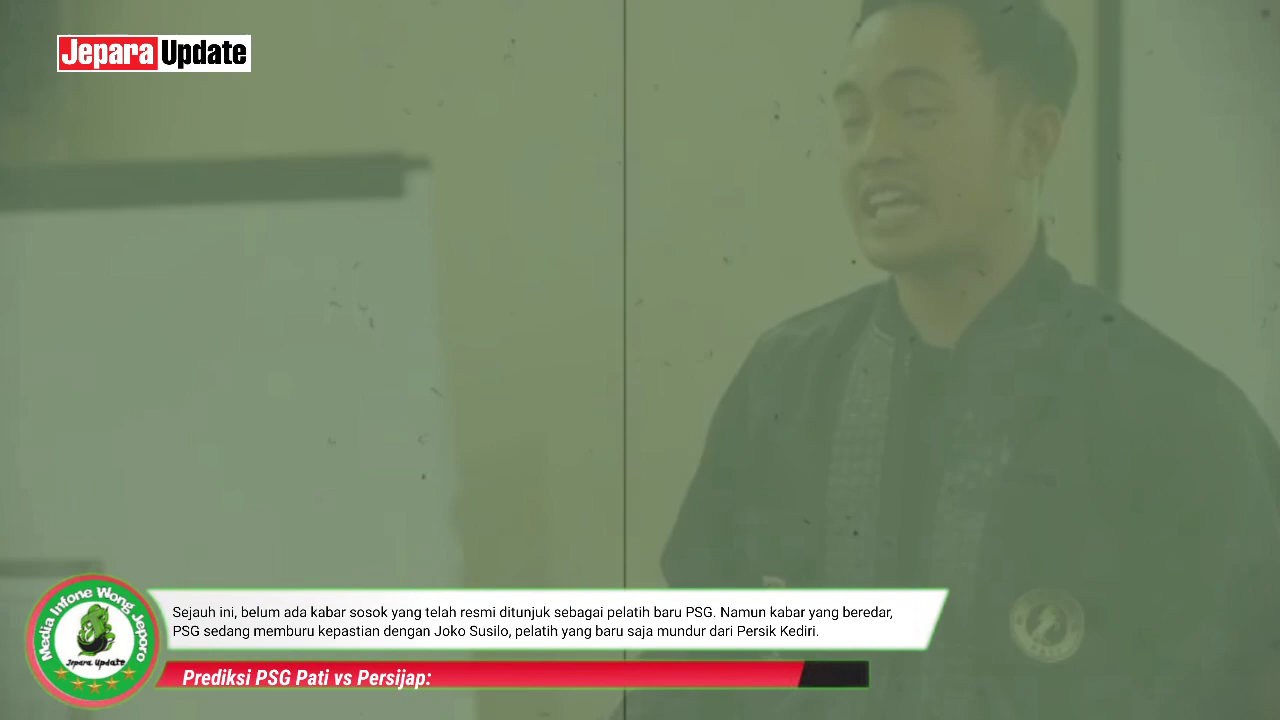 Jepara Update
Media Infone Wong Jeporo
Jepara Update
Sejauh ini, belum ada kabar sosok yang telah resmi ditunjuk sebagai pelatih baru PSG. Namun kabar yang beredar,
PSG sedang memburu kepastian dengan Joko Susilo, pelatih yang baru saja mundur dari Persik Kediri.
Prediksi PSG Pati vs Persijap: